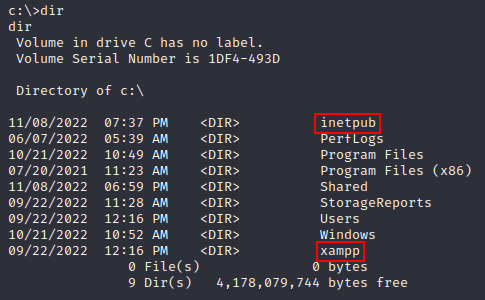 c:\>dir
dir
 Volume in drive C has no label.
 Volume Serial Number is 1DF4-493D

 Directory of c:\

11/08/2022  07:37 PM    <DIR>          inetpub
06/07/2022  05:39 AM    <DIR>          PerfLogs
10/21/2022  10:49 AM    <DIR>          Program Files
07/20/2021  11:23 AM    <DIR>          Program Files (x86)
11/08/2022  06:59 PM    <DIR>          Shared
09/22/2022  11:28 AM    <DIR>          StorageReports
09/22/2022  12:16 PM    <DIR>          Users
10/21/2022  10:52 AM    <DIR>          Windows
09/22/2022  12:16 PM    <DIR>          xampp
               0 File(s)              0 bytes
               9 Dir(s)   4,178,079,744 bytes free